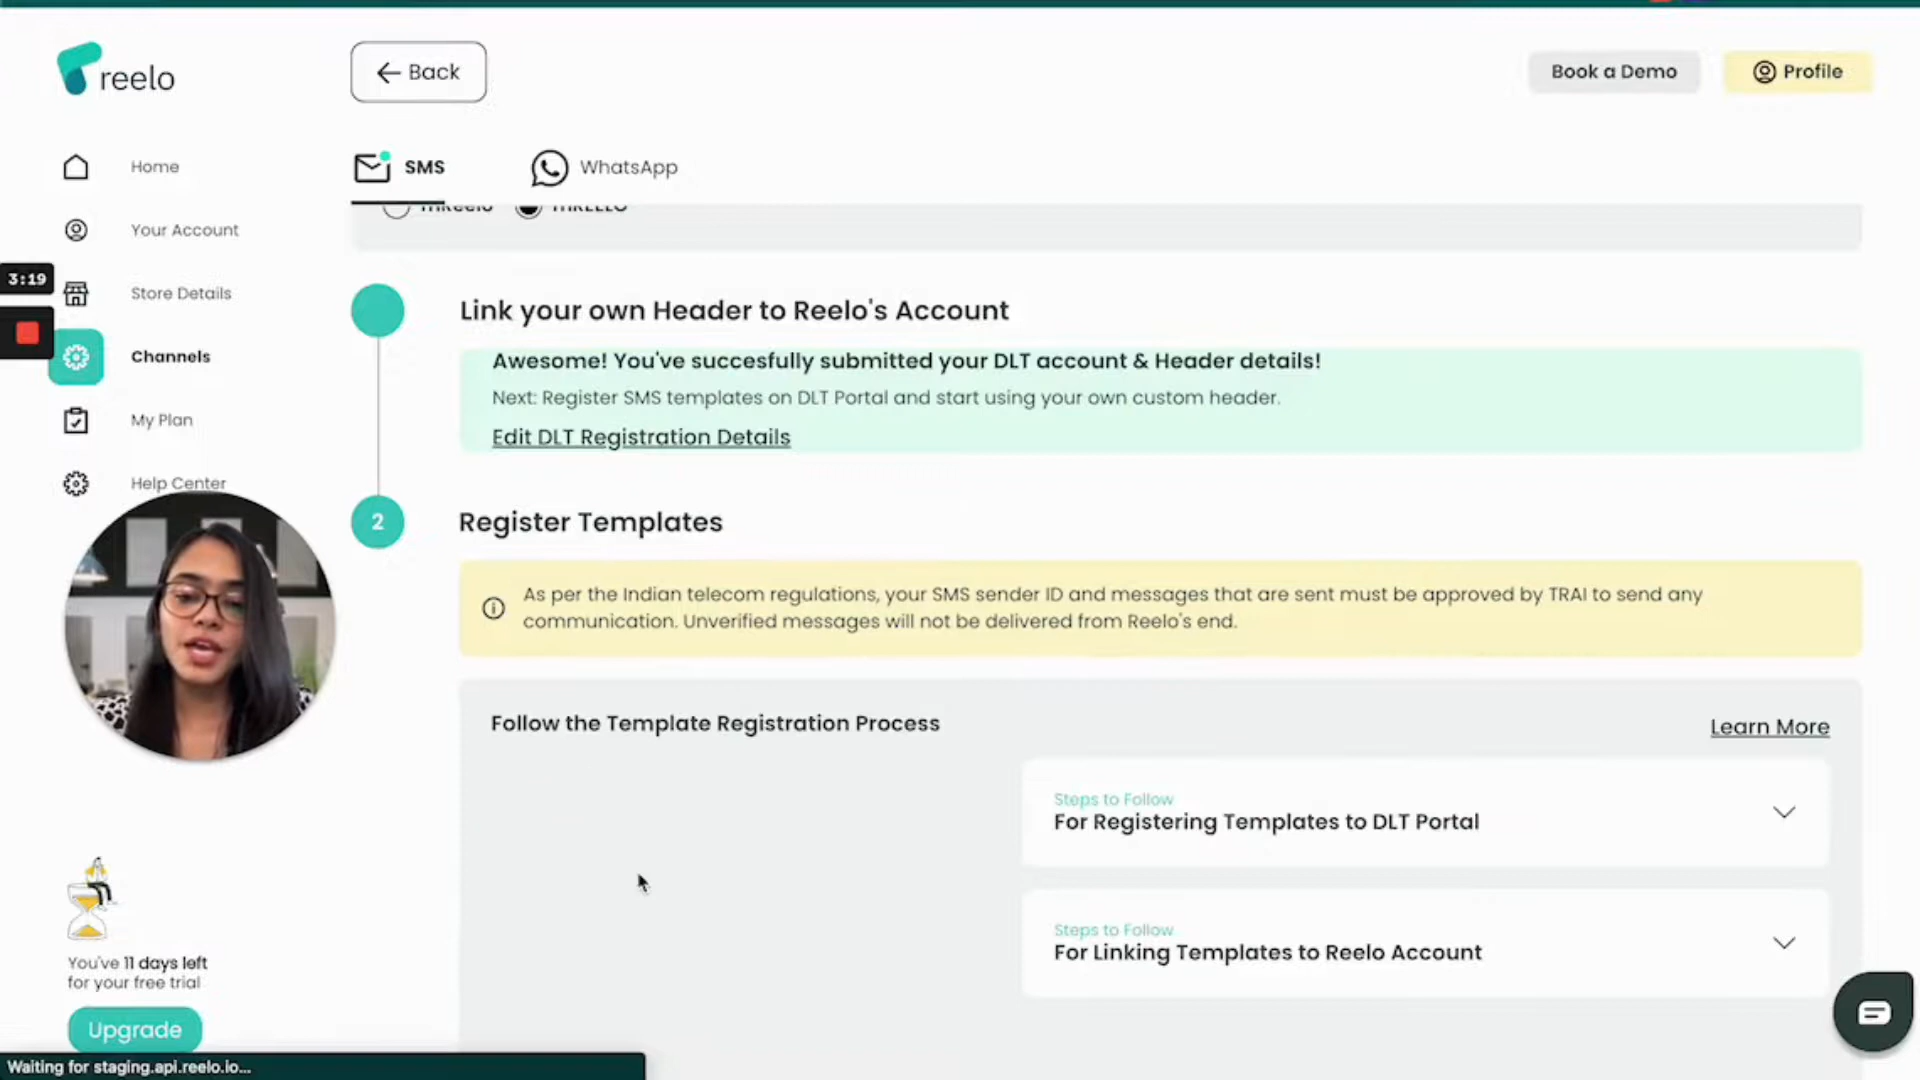 reelo
Back
Book a Demo
Profile
Home
SMS
WhatsApp
Your Account
3:19
Store Details
Link your own Header to Reelo's Account
Channels
Awesome! You've succesfully submitted your DLT account & Header details!
Next: Register SMS templates on DLT Portal and start using your own custom header.
My Plan
Edit DLT Registration Details
Help Center
2
Register Templates
As per the Indian telecom regulations, your SMS sender ID and messages that are sent must be approved by TRAI to send any
communication. Unverified messages will not be delivered from Reelo's end.
Follow the Template Registration Process
Learn More
Steps to Follow
For Registering Templates to DLT Portal
Steps to Follow
For Linking Templates to Reelo Account
You've 11 days left
for your free trial
Upgrade
Waiting for staging.api.reelo.io...